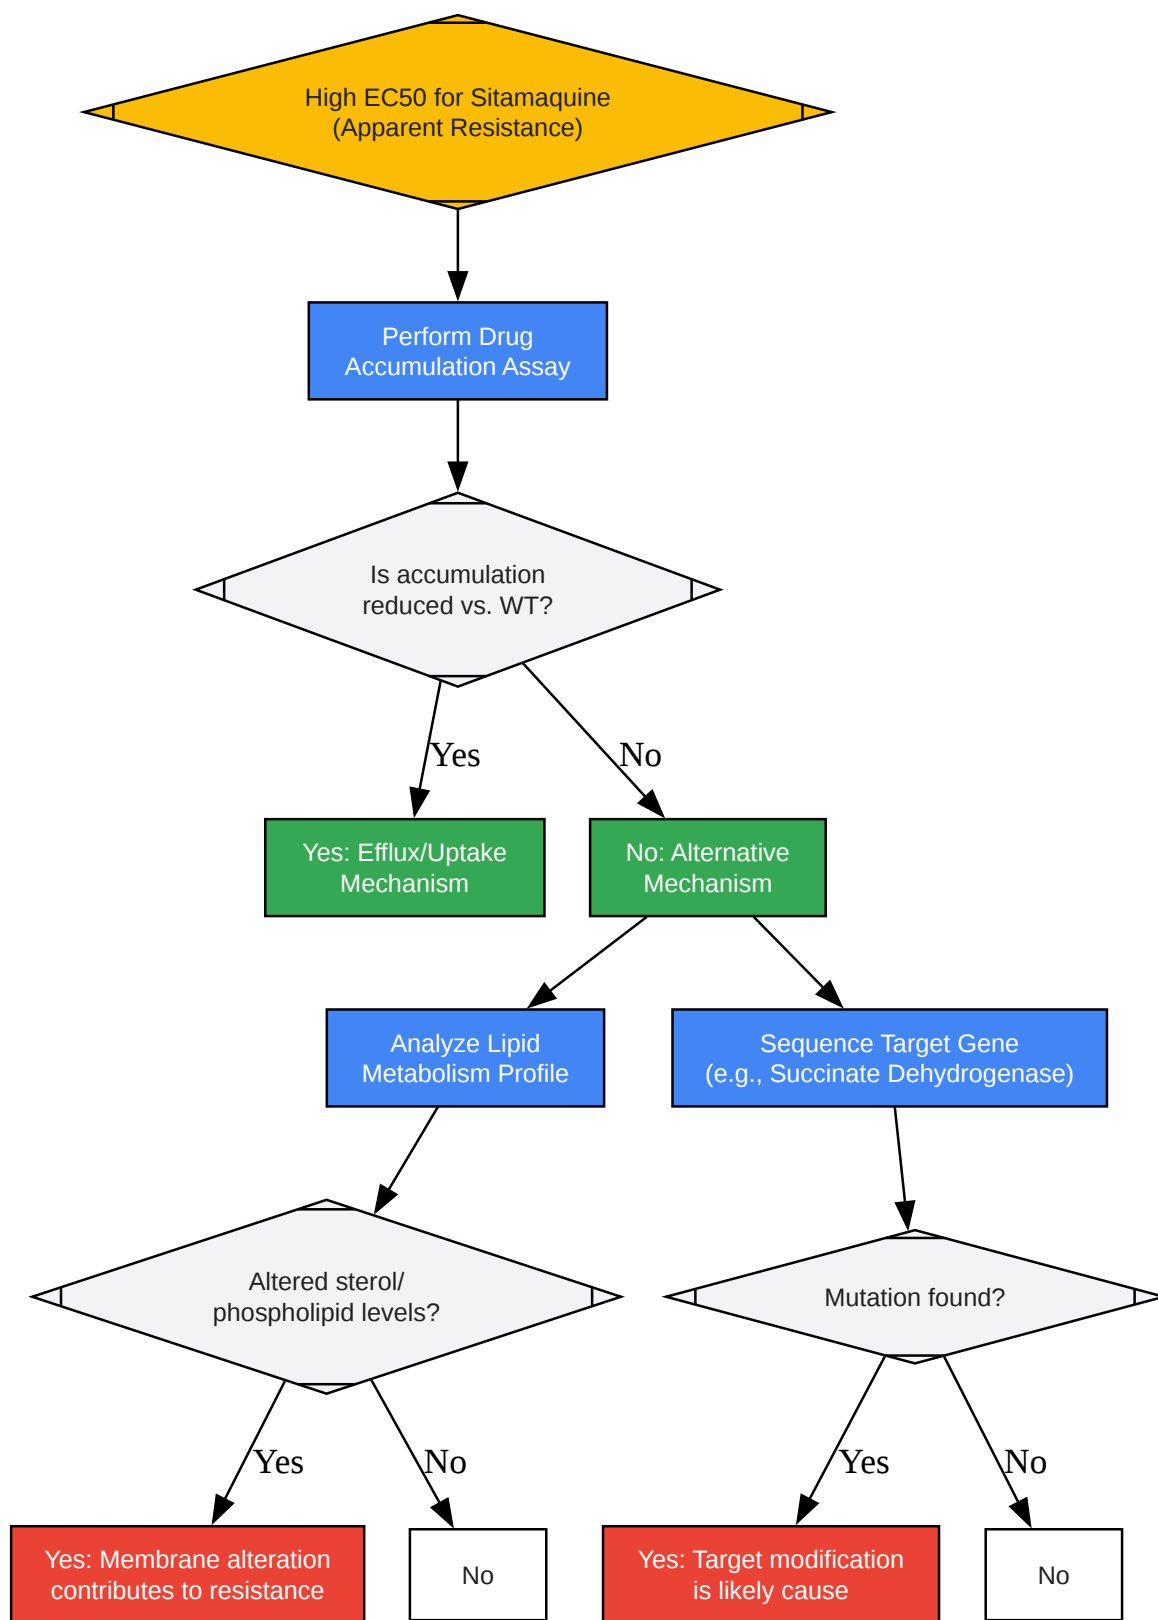 High EC50 for Sitamaquine
(Apparent Resistance)
Perform Drug
Accumulation Assay
Is accumulation
reduced vs. WT?
Yes
No
Yes: Efflux/Uptake
Mechanism
No: Alternative
Mechanism
Analyze Lipid
Metabolism Profile
Sequence Target Gene
(e.g., Succinate Dehydrogenase)
Altered sterol/
phospholipid levels?
Mutation found?
Yes
No
Yes
No
Yes: Membrane alteration
contributes to resistance
No
Yes: Target modification
is likely cause
No